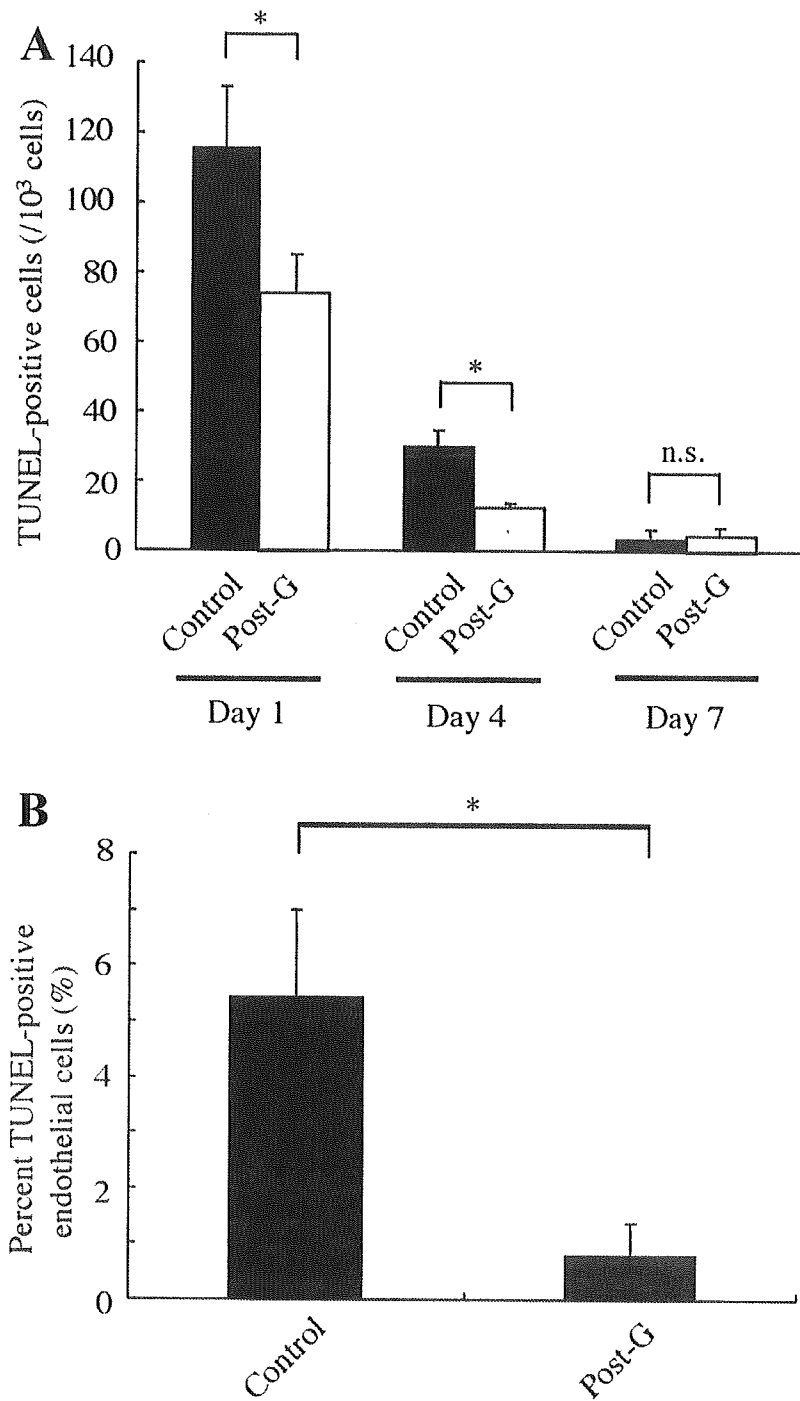 A
*
140
120
100
80
60
40
20
0
TUNEL-positive cells (/10³ cells)
*
n.s.
Control
Post-G
Control
Post-G
Control
Post-G
Day 1
Day 4
Day 7
B
*
8
6
4
2
0
Percent TUNEL-positive
endothelial cells (%)
Control
Post-G